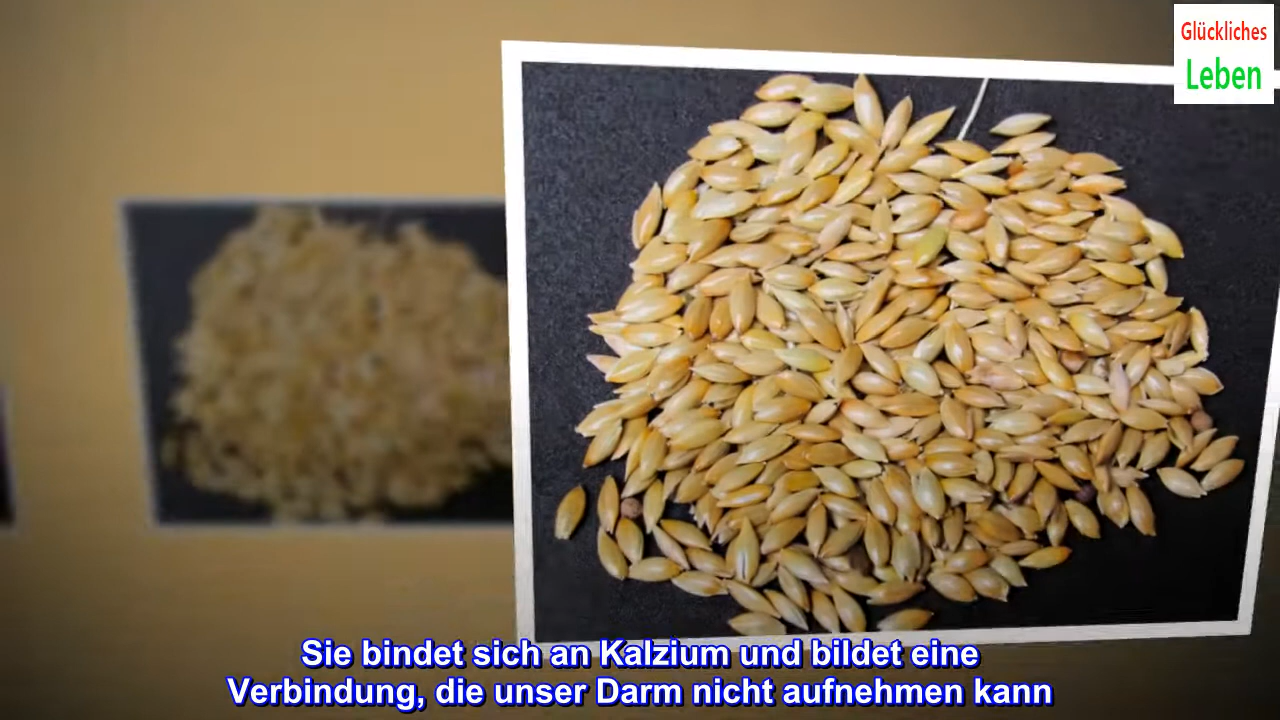 Glückliches
Leben
Sie bindet sich an Kalzium und bildet eine
Verbindung, die unser Darm nicht aufnehmen kann